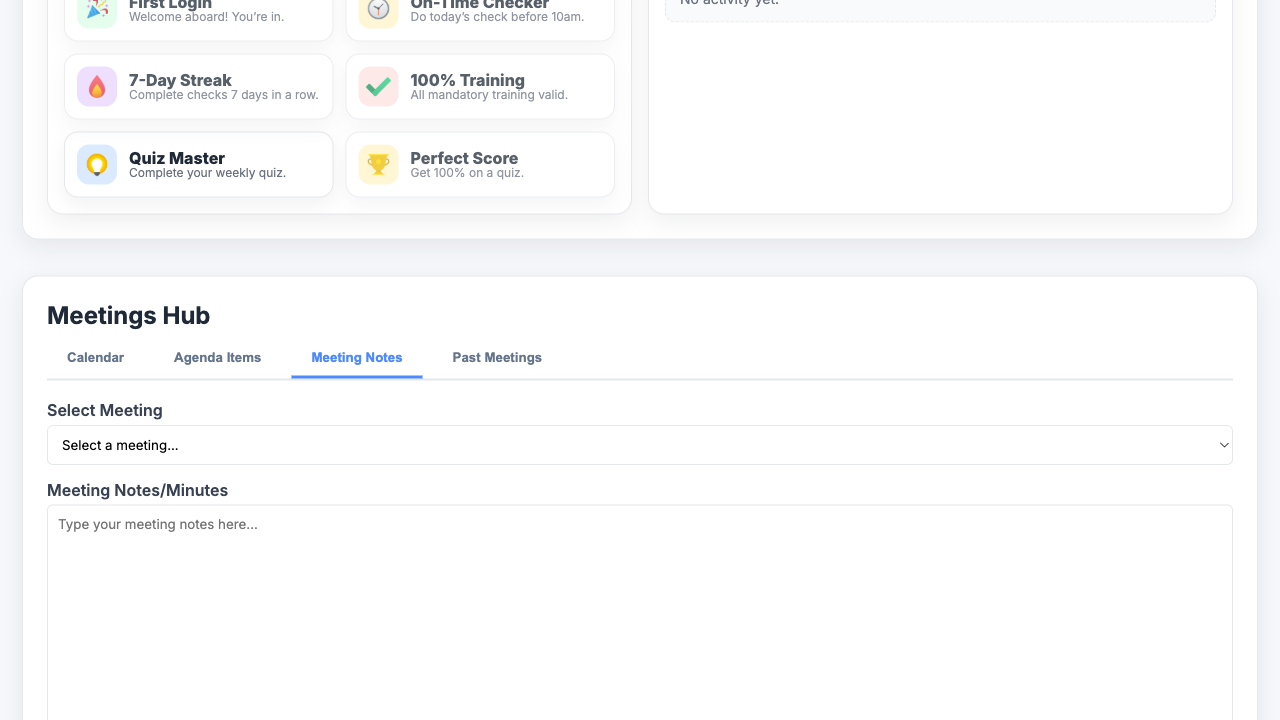 First Login
Welcome aboard! You're in.
On-Time Checker
Do today's check before 10am.
No activity yet.
7-Day Streak
Complete checks 7 days in a row.
100% Training
All mandatory training valid.
Quiz Master
Complete your weekly quiz.
Perfect Score
Get 100% on a quiz.
Meetings Hub
Calendar
Agenda Items
Meeting Notes
Past Meetings
Select Meeting
Select a meeting...
Meeting Notes/Minutes
Type your meeting notes here...